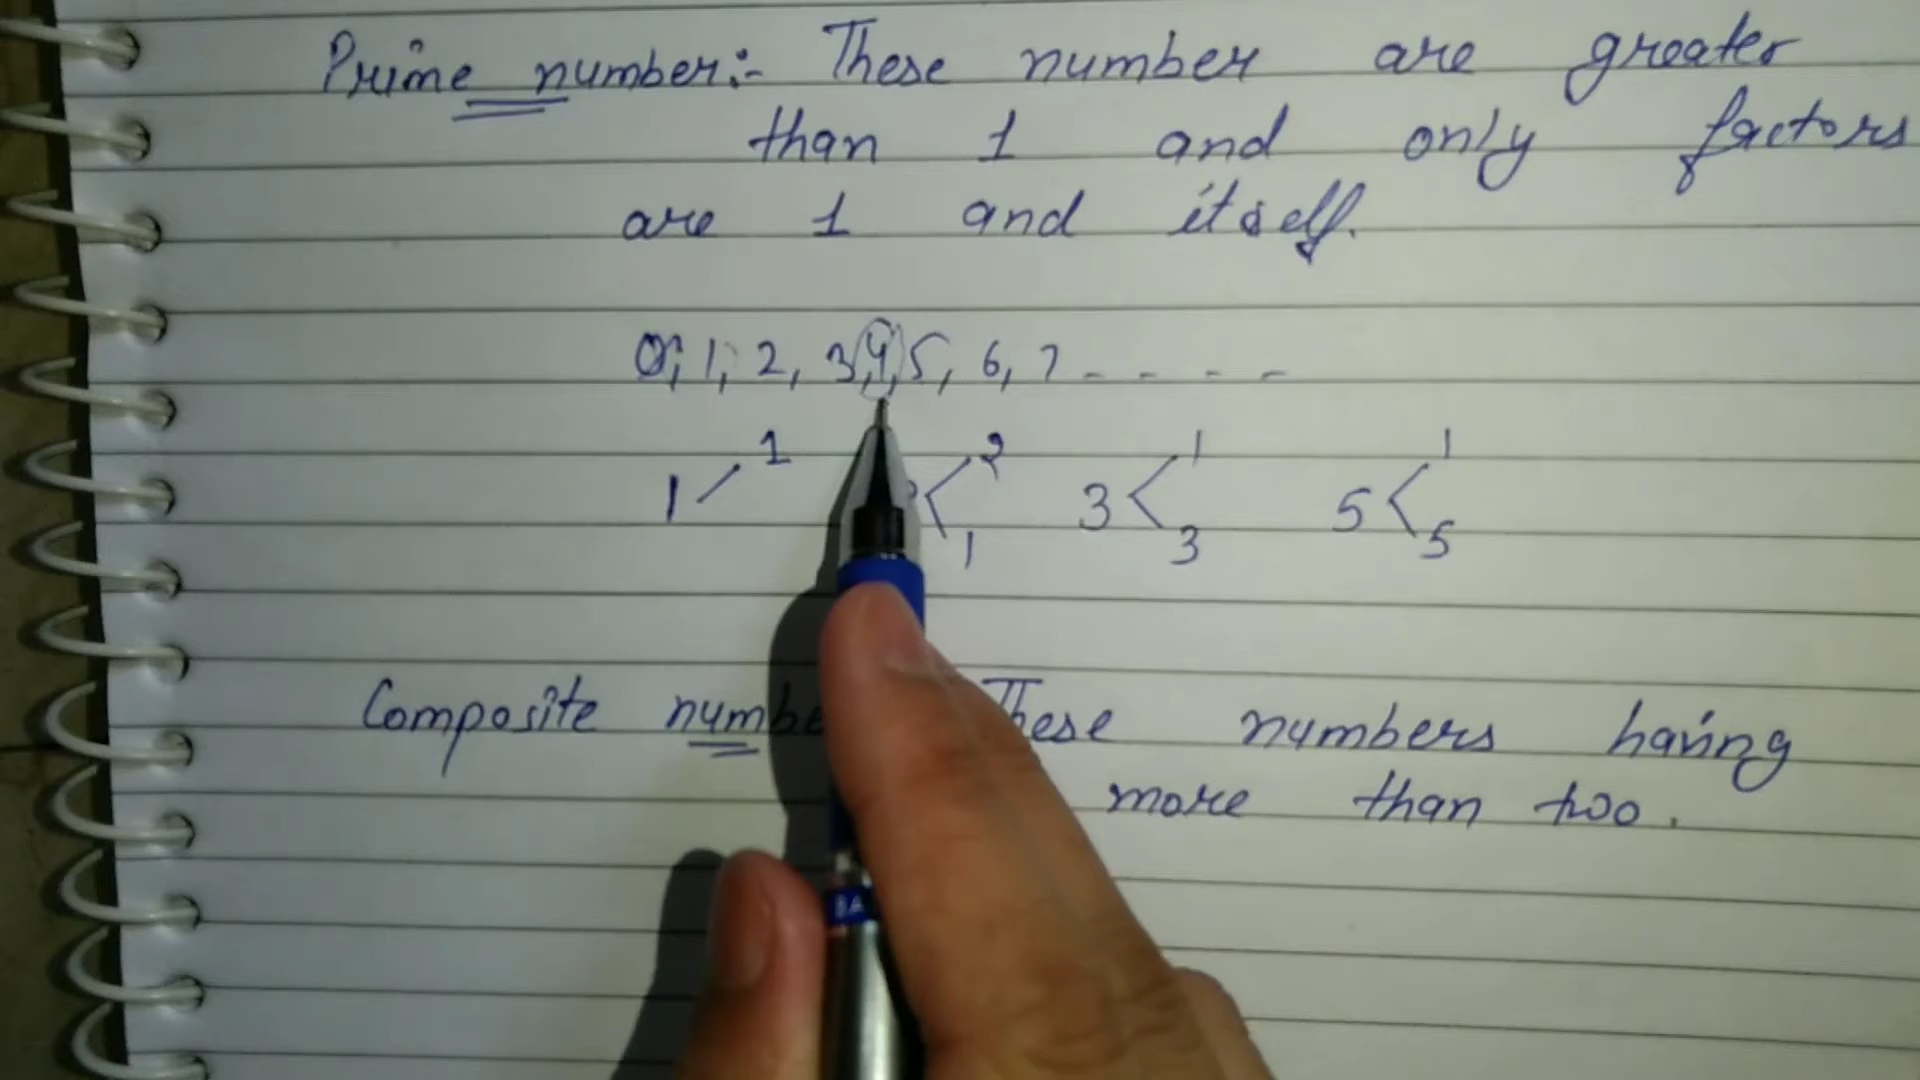 Prime number:- These number are greater
than 1 and only factors
are 1 and itself.
0, 1, 2, 3, 4, 5, 6, 7 - - - -
1 2 1 1
1 3 5
1 3 5
Composite These numbers having
more than two.
BA